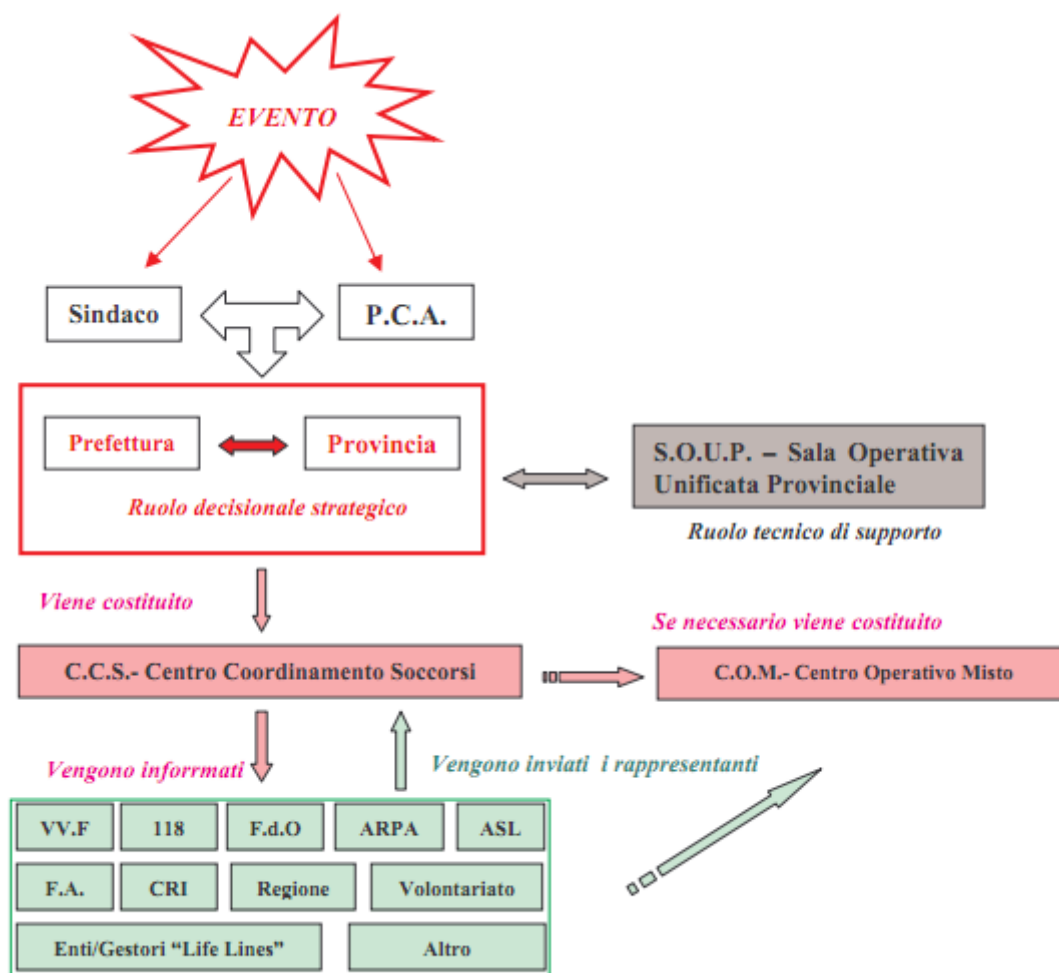 EVENTO
Sindaco
P.C.A.
Prefettura
Provincia
Ruolo decisionale strategico
S.O.U.P. – Sala Operativa
Unificata Provinciale
Ruolo tecnico di supporto
Viene costituito
Se necessario viene costituito
C.C.S.- Centro Coordinamento Soccorsi
C.O.M.- Centro Operativo Misto
Vengono inforrmati
Vengono inviati i rappresentanti
VV.F
118
F.d.O
ARPA
ASL
F.A.
CRI
Regione
Volontariato
Enti/Gestori “Life Lines”
Altro